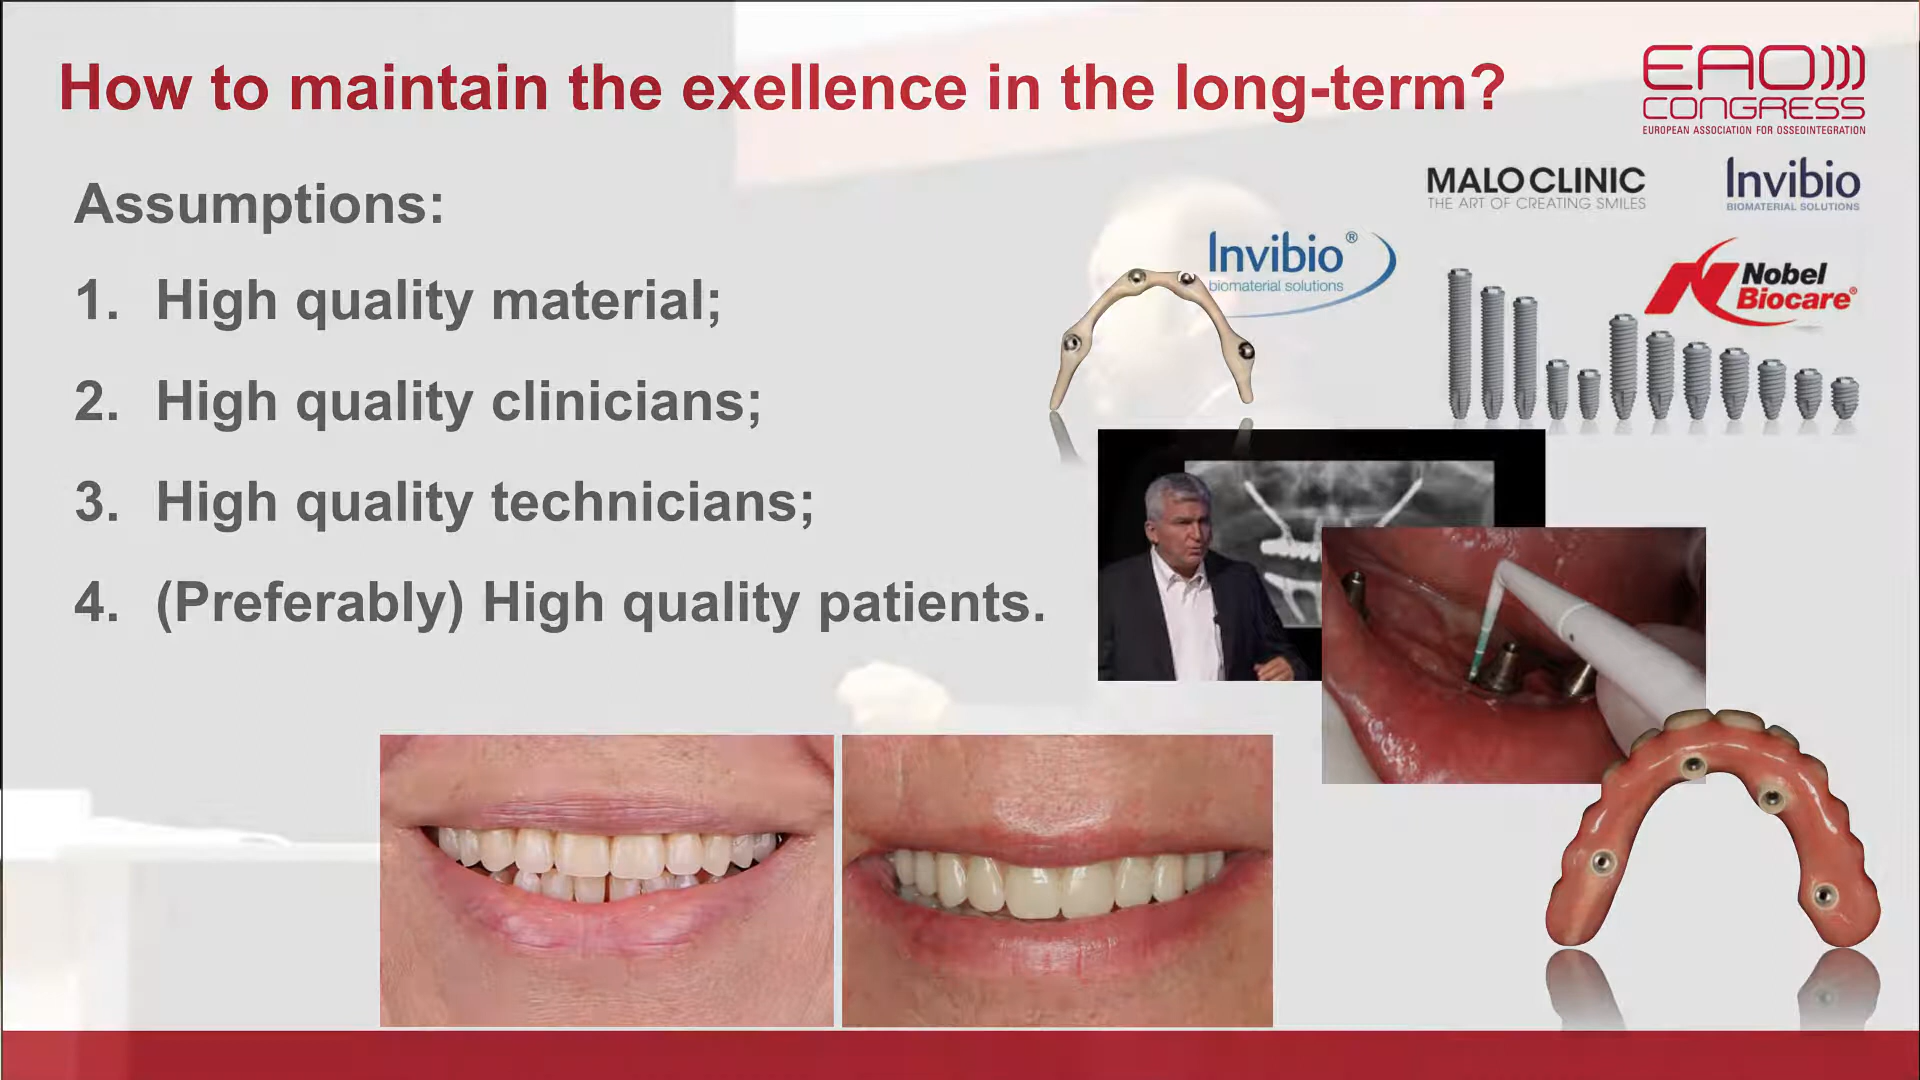 How to maintain the exellence in the long-term?
EAO
CONGRESS
EUROPEAN ASSOCIATION FOR OSSEOINTEGRATION
MALO CLINIC
THE ART OF CREATING SMILES
Invibio
BIOMATERIAL SOLUTIONS
Invibio®
biomaterial solutions
Nobel
Biocare®
Assumptions:
1. High quality material;
2. High quality clinicians;
3. High quality technicians;
4. (Preferably) High quality patients.